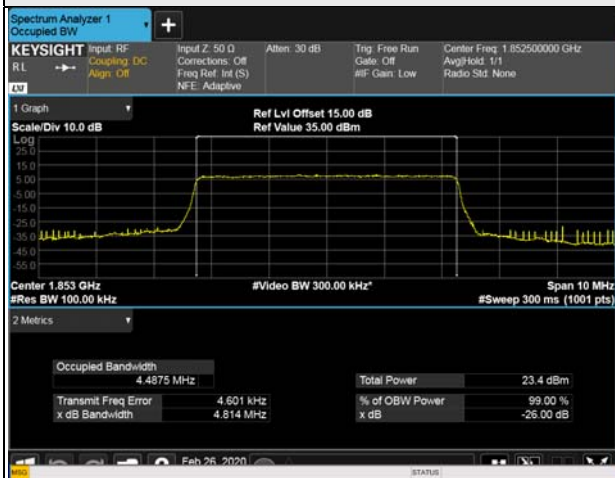 Spectrum Analyzer 1
Occupied BW
+
KEYSIGHT Input: RF Input Z: 50 Ω Atten: 30 dB Trig: Free Run Center Freq: 1.852500000 GHz
RL Coupling: DC Corrections: Off Gate: Off Avg|Hold: 1/1
Align: Off Freq Ref: Int (S) #IF Gain: Low Radio Std: None
LXI NFE: Adaptive
1 Graph
Ref Lvl Offset 15.00 dB
Scale/Div 10.0 dB Ref Value 35.00 dBm
Log
25.0
15.0
5.00
-5.00
-15.0
-25.0
-35.0
-45.0
-55.0
Center 1.853 GHz #Video BW 300.00 kHz* Span 10 MHz
#Res BW 100.00 kHz #Sweep 300 ms (1001 pts)
2 Metrics
Occupied Bandwidth
4.4875 MHz Total Power 23.4 dBm
Transmit Freq Error 4.601 kHz % of OBW Power 99.00 %
x dB Bandwidth 4.814 MHz x dB -26.00 dB
Feb 26, 2020
MSG STATUS